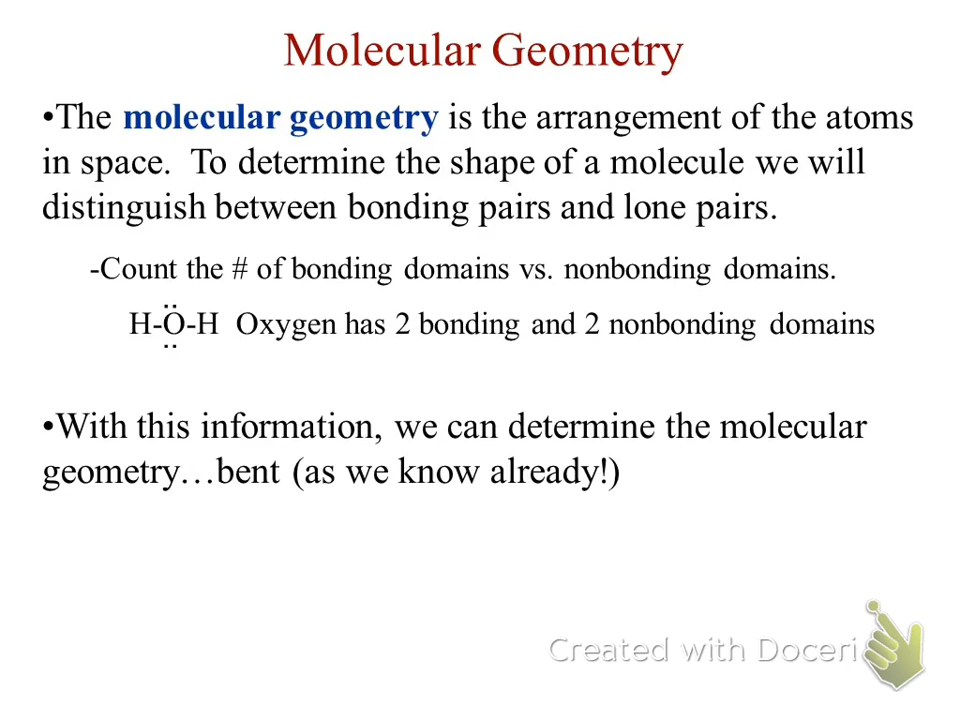 Molecular Geometry
•The molecular geometry is the arrangement of the atoms
in space. To determine the shape of a molecule we will
distinguish between bonding pairs and lone pairs.
-Count the # of bonding domains vs. nonbonding domains.
H-Ö-H Oxygen has 2 bonding and 2 nonbonding domains
..
•With this information, we can determine the molecular
geometry…bent (as we know already!)
Created with Doceri